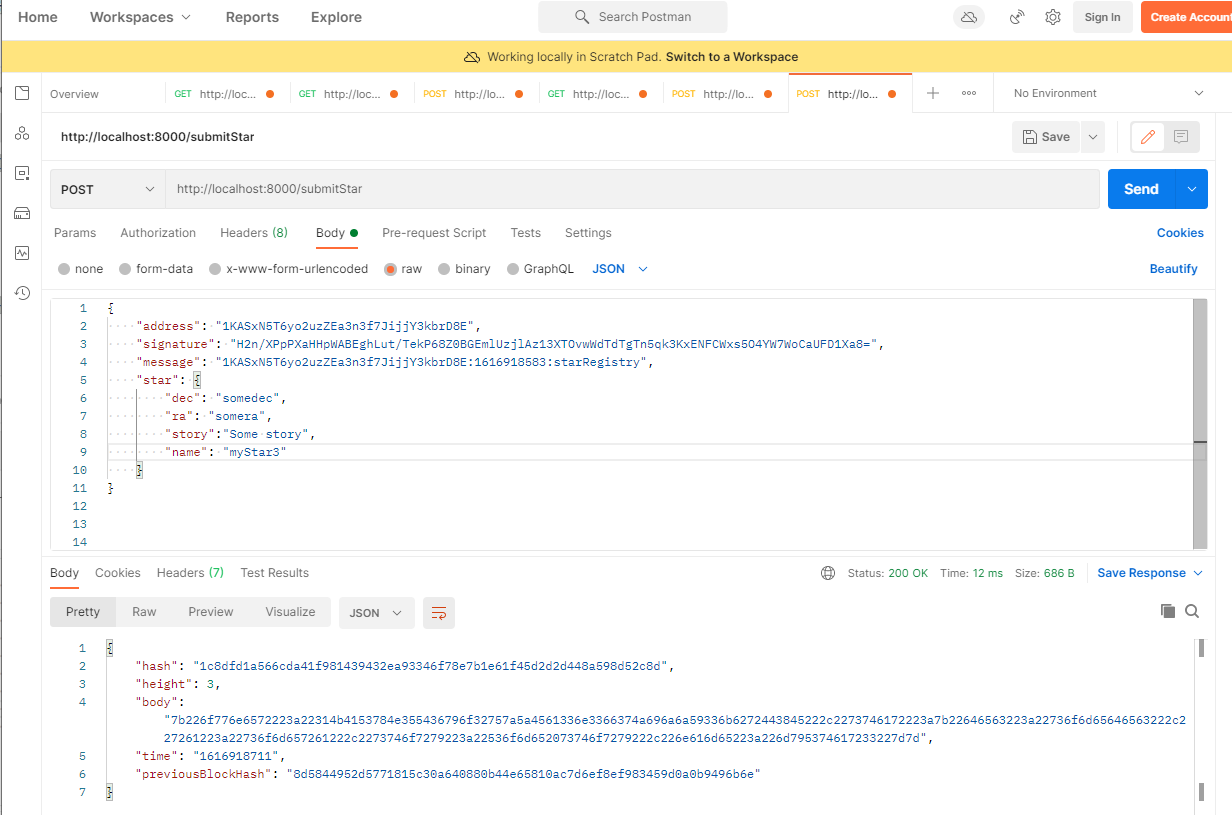 Home Workspaces Reports Explore Search Postman Sign In Create Account
Working locally in Scratch Pad. Switch to a Workspace
Overview GET http://loc... GET http://loc... POST http://lo... GET http://loc... POST http://lo... POST http://lo... No Environment
http://localhost:8000/submitStar Save
POST http://localhost:8000/submitStar Send
Params Authorization Headers (8) Body Pre-request Script Tests Settings Cookies
none form-data x-www-form-urlencoded raw binary GraphQL JSON Beautify
1 {
2 "address": "1KASxN5T6yo2uzZEa3n3f7JijjY3kbrD8E",
3 "signature": "H2n/XPpPXaHHpWABEghLut/TekP68Z0BGEmlUzjlAz13XTOvwWdTdTgTn5qk3KxENFCWxs5O4YW7WoCaUFD1Xa8=",
4 "message": "1KASxN5T6yo2uzZEa3n3f7JijjY3kbrD8E:1616918583:starRegistry",
5 "star": {
6 "dec": "somedec",
7 "ra": "somera",
8 "story":"Some story",
9 "name": "myStar3"
10 }
11 }
12
13
14
Body Cookies Headers (7) Test Results Status: 200 OK Time: 12 ms Size: 686 B Save Response
Pretty Raw Preview Visualize JSON
1 {
2 "hash": "1c8dfd1a566cda41f981439432ea93346f78e7b1e61f45d2d2d448a598d52c8d",
3 "height": 3,
4 "body":
"7b226f776e6572223a22314b4153784e355436796f32757a5a4561336e3366374a696a6a59336b6272443845222c2273746172223a7b22646563223a22736f6d65646563222c2
27261223a22736f6d657261222c2273746f7279223a22536f6d652073746f7279222c226e616d65223a226d795374617233227d7d",
5 "time": "1616918711",
6 "previousBlockHash": "8d5844952d5771815c30a640880b44e65810ac7d6ef8ef983459d0a0b9496b6e"
7 }